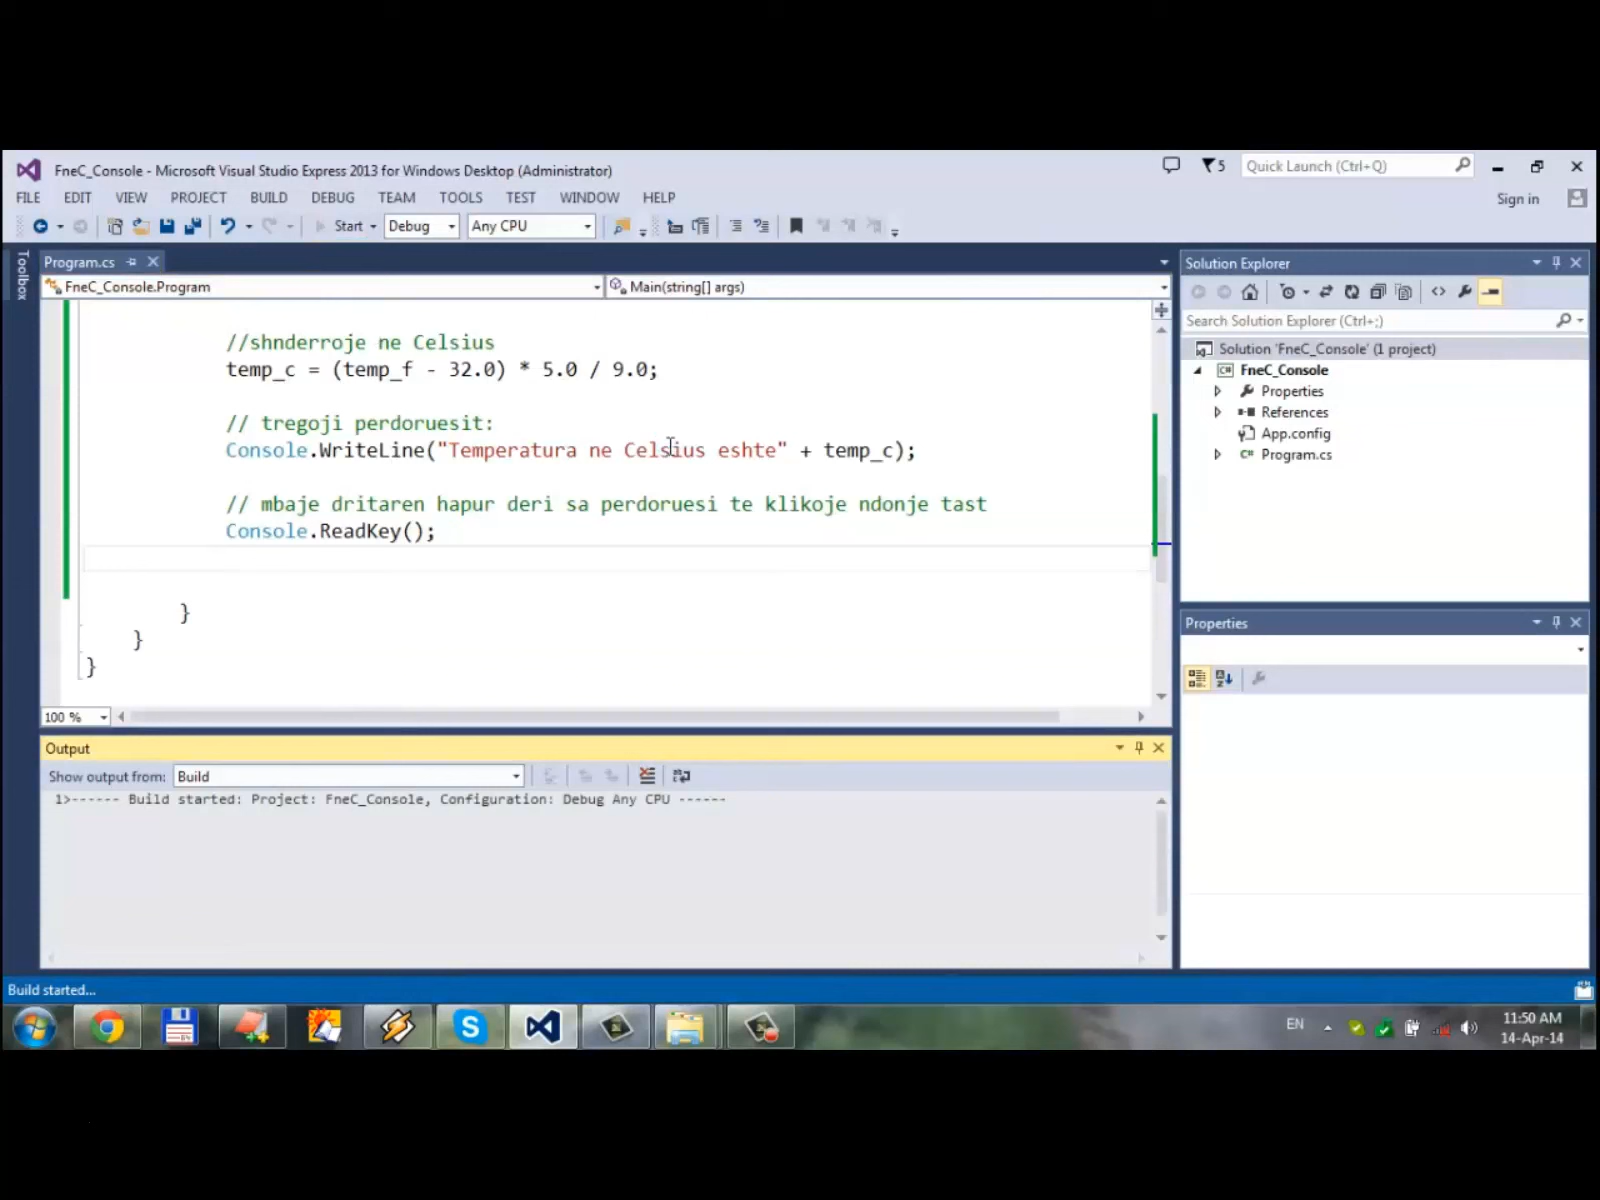 FneC_Console - Microsoft Visual Studio Express 2013 for Windows Desktop (Administrator)
5
Quick Launch (Ctrl+Q)
FILE EDIT VIEW PROJECT BUILD DEBUG TEAM TOOLS TEST WINDOW HELP
Sign in
Start Debug Any CPU
Toolbox
Program.cs
FneC_Console.Program
Main(string[] args)
//shnderroje ne Celsius
temp_c = (temp_f - 32.0) * 5.0 / 9.0;
// tregoji perdoruesit:
Console.WriteLine("Temperatura ne Celsius eshte" + temp_c);
// mbaje dritaren hapur deri sa perdoruesi te klikoje ndonje tast
Console.ReadKey();
}
}
}
100 %
Solution Explorer
Search Solution Explorer (Ctrl+;)
Solution 'FneC_Console' (1 project)
FneC_Console
Properties
References
App.config
Program.cs
Properties
Output
Show output from: Build
1>------ Build started: Project: FneC_Console, Configuration: Debug Any CPU ------
Build started...
EN
11:50 AM
14-Apr-14